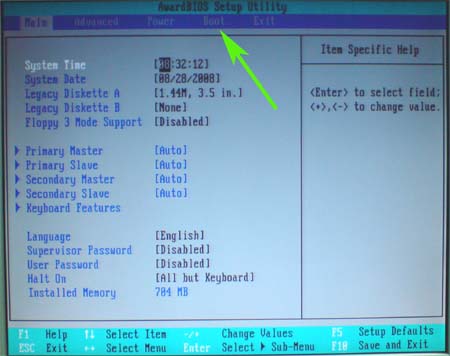 AwardBIOS Setup Utility
Main Advanced Power Boot Exit
System Time [08:32:12]
System Date [08/28/2008]
Legacy Diskette A [1.44M, 3.5 in.]
Legacy Diskette B [None]
Floppy 3 Mode Support [Disabled]
Primary Master [Auto]
Primary Slave [Auto]
Secondary Master [Auto]
Secondary Slave [Auto]
Keyboard Features
Language [English]
Supervisor Password [Disabled]
User Password [Disabled]
Halt On [All but Keyboard]
Installed Memory 704 MB
Item Specific Help
<Enter> to select field;
<+>,<-> to change value.
F1 Help ↑↓ Select Item -/+ Change Values F5 Setup Defaults
ESC Exit ↔ Select Menu Enter Select ▶ Sub-Menu F10 Save and Exit